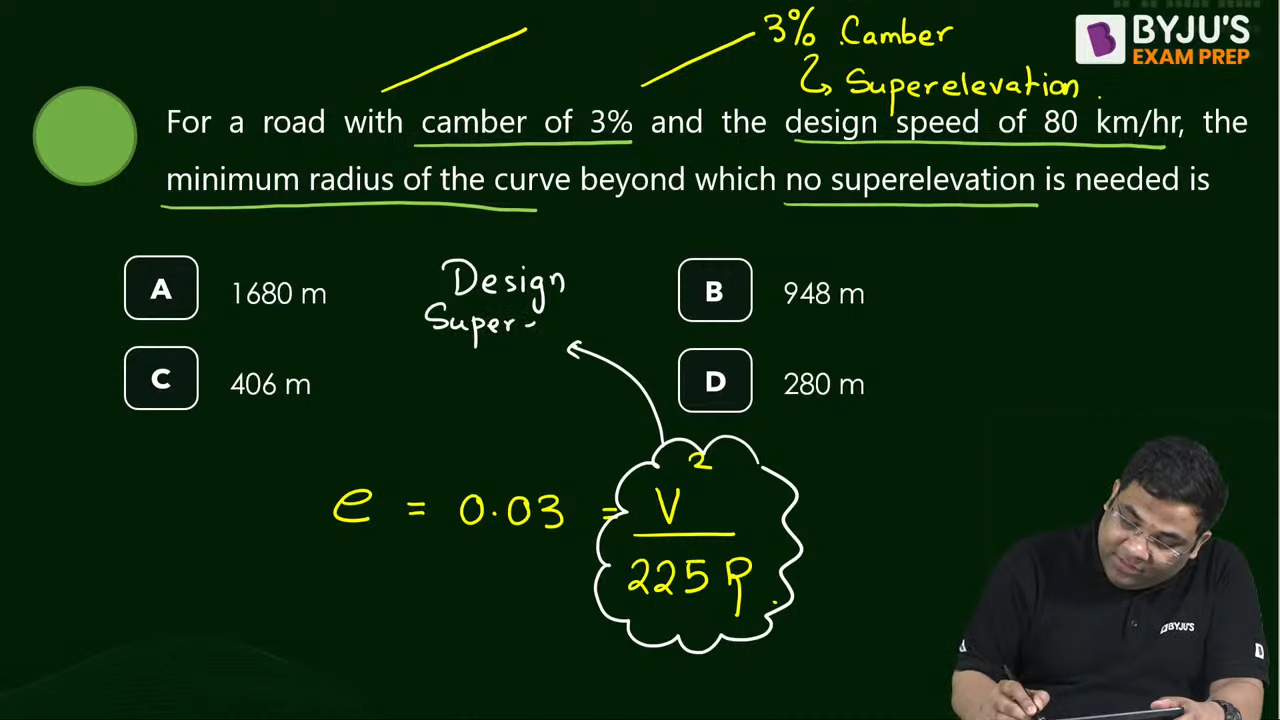 3% Camber
BYJU'S
EXAM PREP
Superelevation
For a road with camber of 3% and the design speed of 80 km/hr, the
minimum radius of the curve beyond which no superelevation is needed is
A 1680 m
Design
Super -
B 948 m
C 406 m
D 280 m
e = 0.03 = V²
225 R
BYJU'S